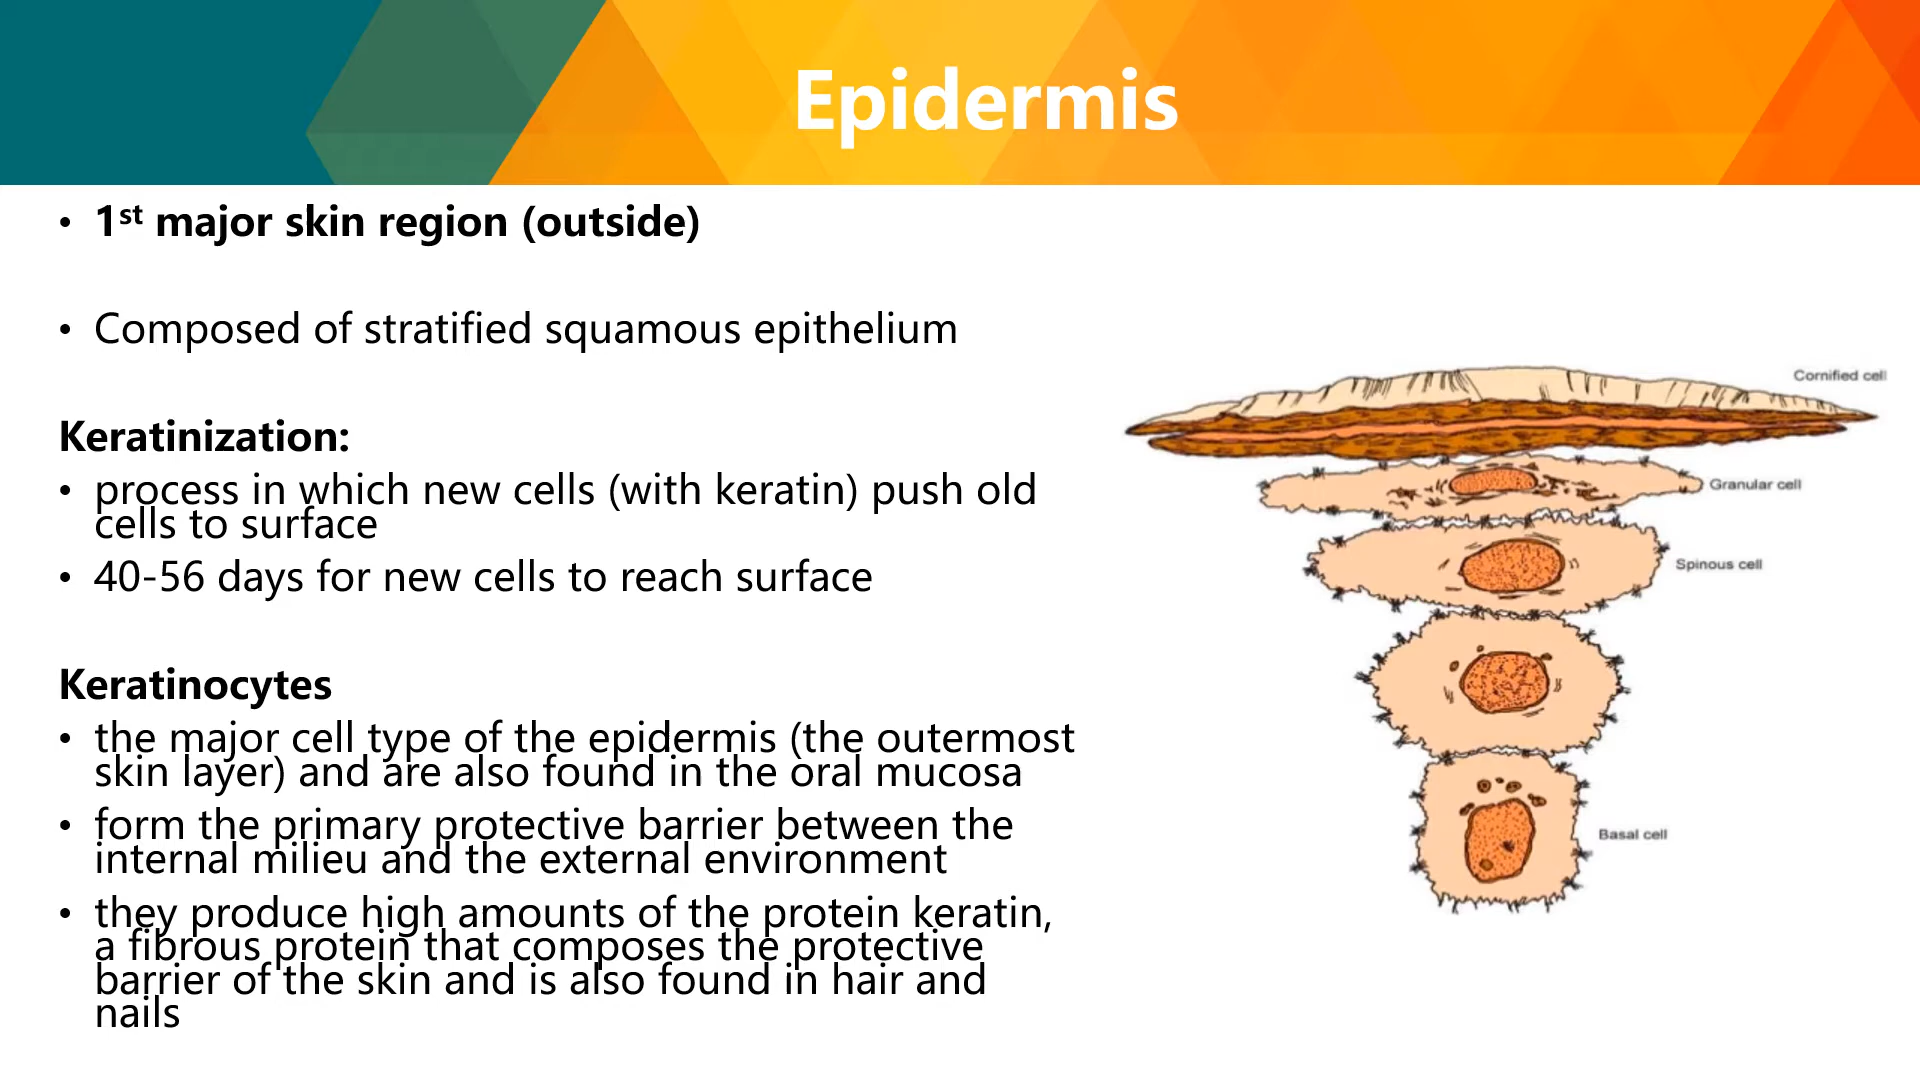 Epidermis
• 1st major skin region (outside)
• Composed of stratified squamous epithelium
Keratinization:
• process in which new cells (with keratin) push old
cells to surface
• 40-56 days for new cells to reach surface
Keratinocytes
• the major cell type of the epidermis (the outermost
skin layer) and are also found in the oral mucosa
• form the primary protective barrier between the
internal milieu and the external environment
• they produce high amounts of the protein keratin,
a fibrous protein that composes the protective
barrier of the skin and is also found in hair and
nails
Cornified cell
Granular cell
Spinous cell
Basal cell